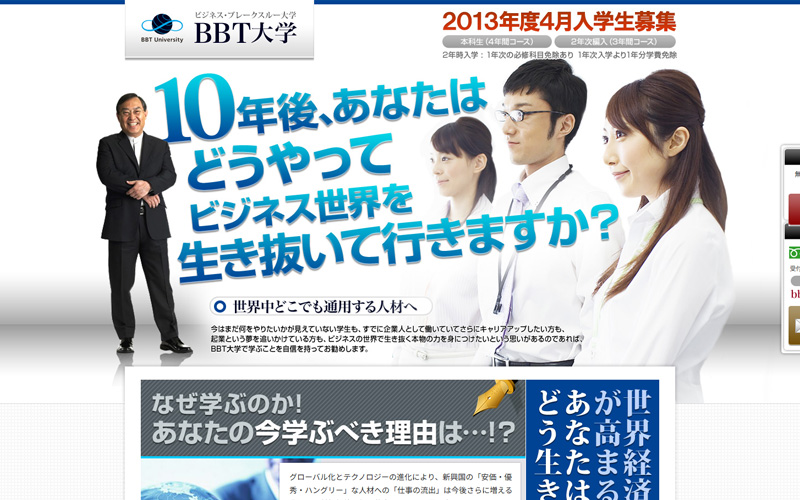 ビジネス・ブレークスルー大学
BBT大学
BBT University
2013年度4月入学生募集
本科生(4年間コース)
2年次編入(3年間コース)
2年時入学：1年次の必修科目免除あり 1年次入学より1年分学費免除
10年後、あなたは
どうやって
ビジネス世界を
生き抜いて行きますか？
世界中どこでも通用する人材へ
今はまだ何をやりたいかが見えていない学生も、すでに企業人として働いていてさらにキャリアアップしたい方も、
起業という夢を追いかけている方も、ビジネスの世界で生き抜く本物の力を身につけたいという思いがあるのであれば、
BBT大学で学ぶことを自信を持ってお勧めします。
なぜ学ぶのか！
あなたの今学ぶべき理由は…!?
世界経済
が高まる
あなたは
どう生き
グローバル化とテクノロジーの進化により、新興国の「安価・優
秀・ハングリー」な人材への「仕事の流出」は今後さらに増える
無
受付